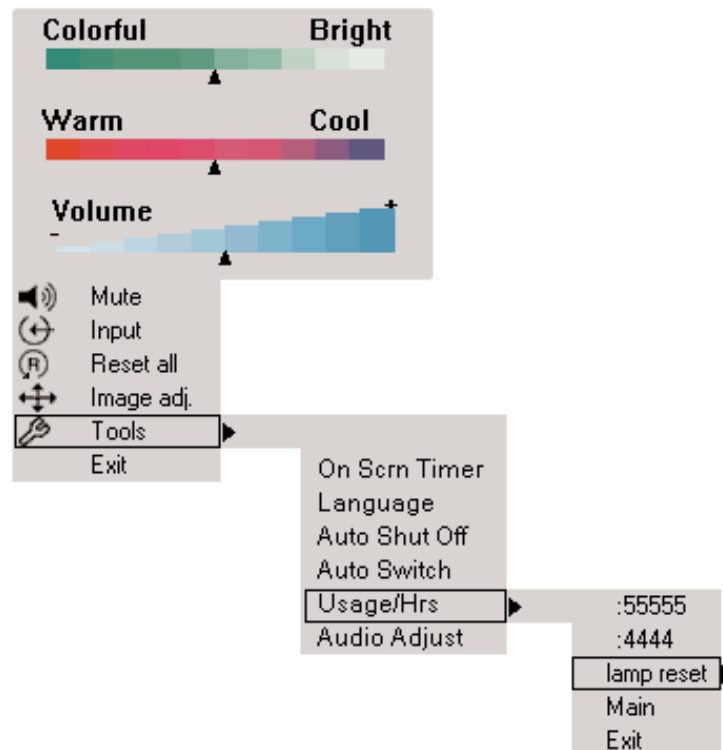 Colorful Bright
Warm Cool
Volume
- +
Mute
Input
R Reset all
Image adj.
Tools
Exit
On Scrn Timer
Language
Auto Shut Off
Auto Switch
Usage/Hrs
Audio Adjust
:55555
:4444
lamp reset
Main
Exit